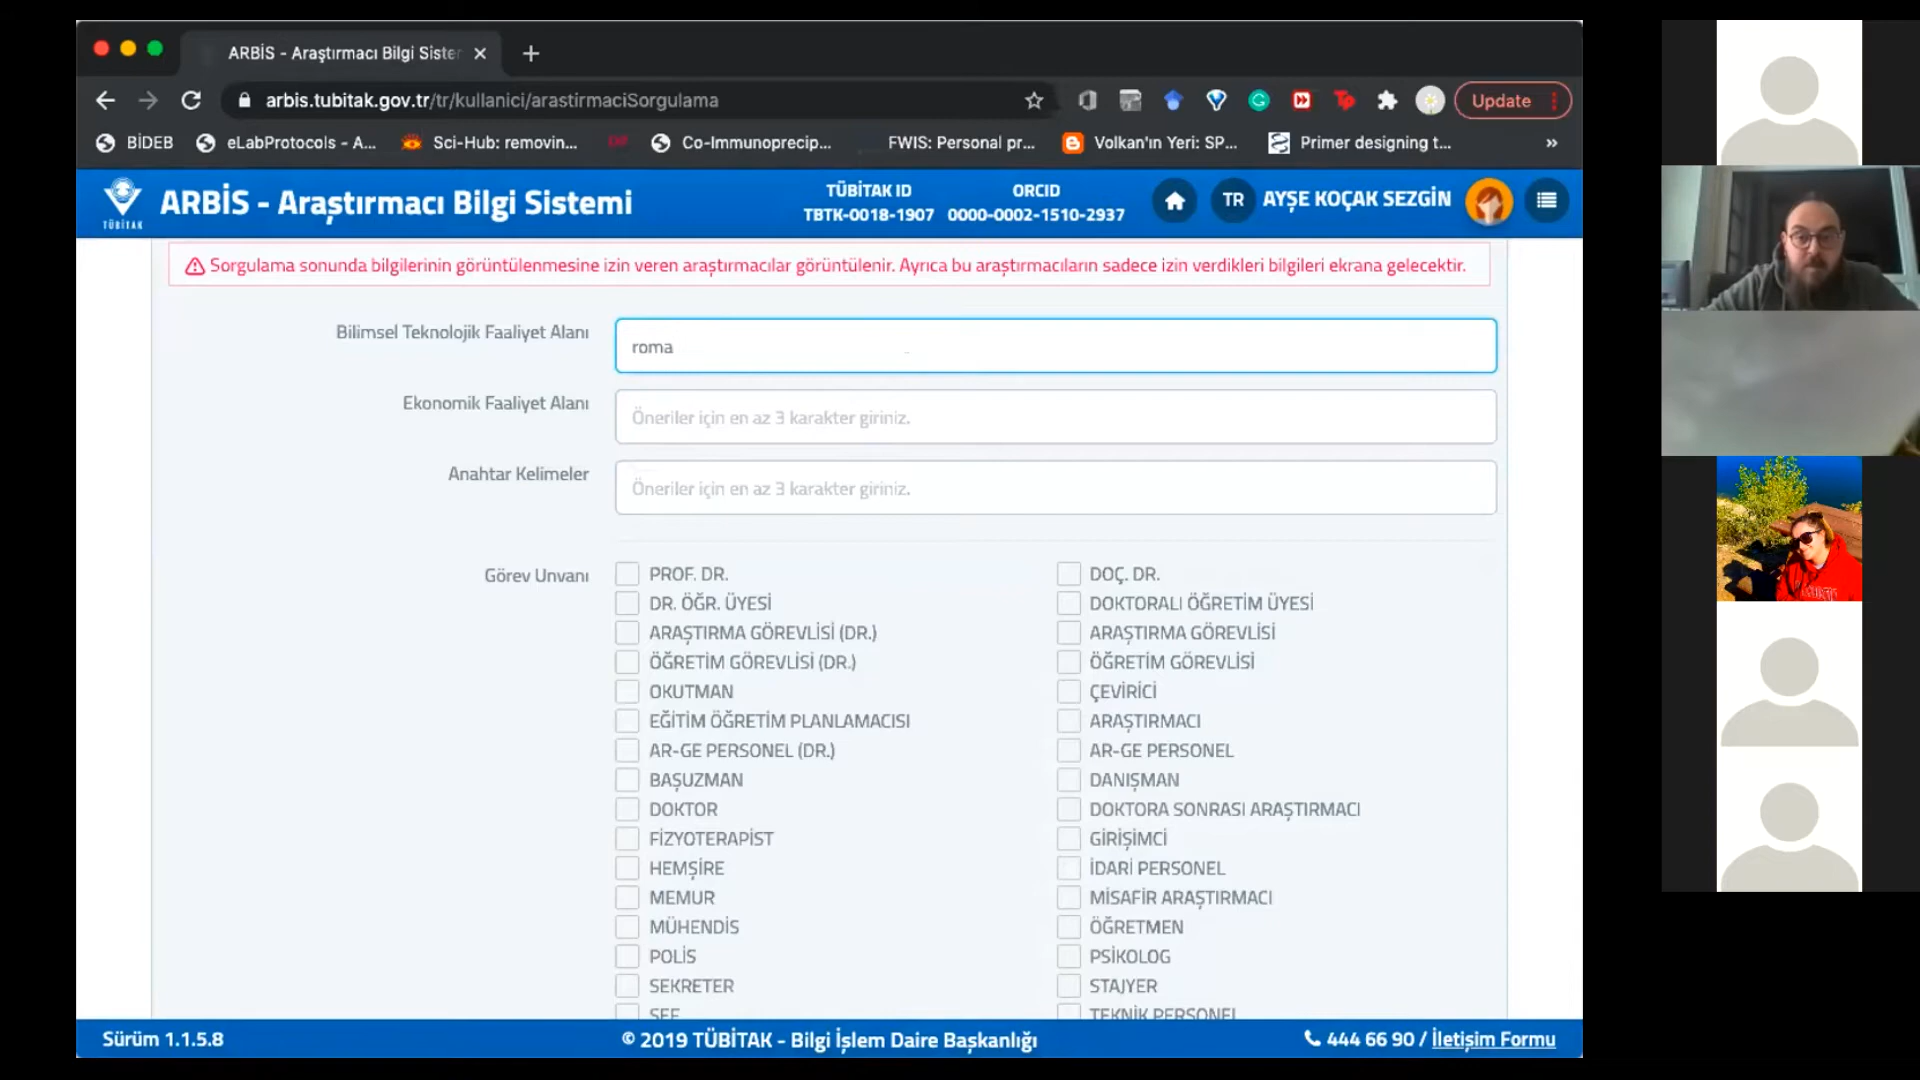 ARBİS - Araştırmacı Bilgi Sister
arbis.tubitak.gov.tr/tr/kullanici/arastirmaciSorgulama
Update
BİDEB
eLabProtocols - A...
Sci-Hub: removin...
Co-Immunoprecip...
FWIS: Personal pr...
Volkan'ın Yeri: SP...
Primer designing t...
»
TÜBİTAK
ARBİS - Araştırmacı Bilgi Sistemi
TÜBİTAK ID
TBTK-0018-1907
ORCID
0000-0002-1510-2937
TR
AYŞE KOÇAK SEZGİN
Sorgulama sonunda bilgilerinin görüntülenmesine izin veren araştırmacılar görüntülenir. Ayrıca bu araştırmacıların sadece izin verdikleri bilgileri ekrana gelecektir.
Bilimsel Teknolojik Faaliyet Alanı
roma
Ekonomik Faaliyet Alanı
Öneriler için en az 3 karakter giriniz.
Anahtar Kelimeler
Öneriler için en az 3 karakter giriniz.
Görev Unvanı
PROF. DR.
DOÇ. DR.
DR. ÖĞR. ÜYESİ
DOKTORALI ÖĞRETİM ÜYESİ
ARAŞTIRMA GÖREVLİSİ (DR.)
ARAŞTIRMA GÖREVLİSİ
ÖĞRETİM GÖREVLİSİ (DR.)
ÖĞRETİM GÖREVLİSİ
OKUTMAN
ÇEVİRİCİ
EĞİTİM ÖĞRETİM PLANLAMACISI
ARAŞTIRMACI
AR-GE PERSONEL (DR.)
AR-GE PERSONEL
BAŞUZMAN
DANIŞMAN
DOKTOR
DOKTORA SONRASI ARAŞTIRMACI
FİZYOTERAPİST
GİRİŞİMCİ
HEMŞİRE
İDARİ PERSONEL
MEMUR
MİSAFİR ARAŞTIRMACI
MÜHENDİS
ÖĞRETMEN
POLİS
PSİKOLOG
SEKRETER
STAJYER
ŞEF
TEKNİK PERSONEL
Sürüm 1.1.5.8
© 2019 TÜBİTAK - Bilgi İşlem Daire Başkanlığı
444 66 90 / İletişim Formu